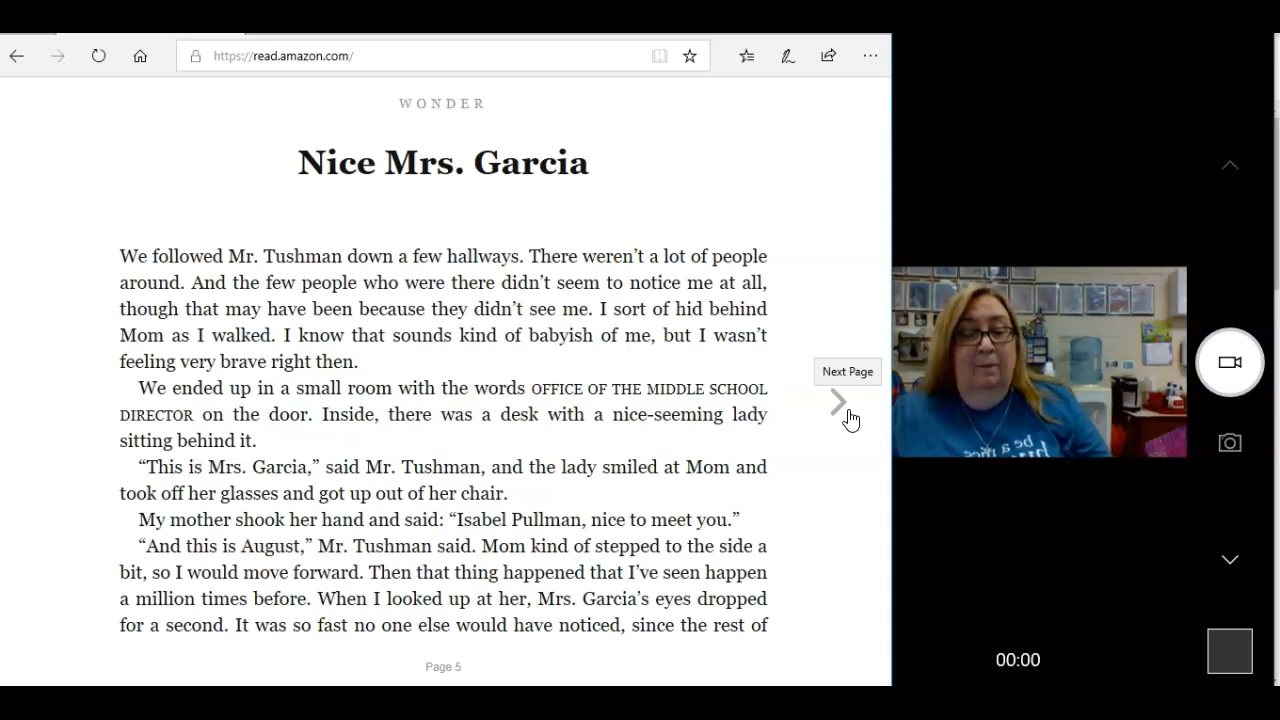 https://read.amazon.com/
WONDER
Nice Mrs. Garcia
We followed Mr. Tushman down a few hallways. There weren’t a lot of people
around. And the few people who were there didn’t seem to notice me at all,
though that may have been because they didn’t see me. I sort of hid behind
Mom as I walked. I know that sounds kind of babyish of me, but I wasn’t
feeling very brave right then.
We ended up in a small room with the words OFFICE OF THE MIDDLE SCHOOL
DIRECTOR on the door. Inside, there was a desk with a nice-seeming lady
sitting behind it.
“This is Mrs. Garcia,” said Mr. Tushman, and the lady smiled at Mom and
took off her glasses and got up out of her chair.
My mother shook her hand and said: “Isabel Pullman, nice to meet you.”
“And this is August,” Mr. Tushman said. Mom kind of stepped to the side a
bit, so I would move forward. Then that thing happened that I’ve seen happen
a million times before. When I looked up at her, Mrs. Garcia’s eyes dropped
for a second. It was so fast no one else would have noticed, since the rest of
Page 5
Next Page
be a nice
00:00